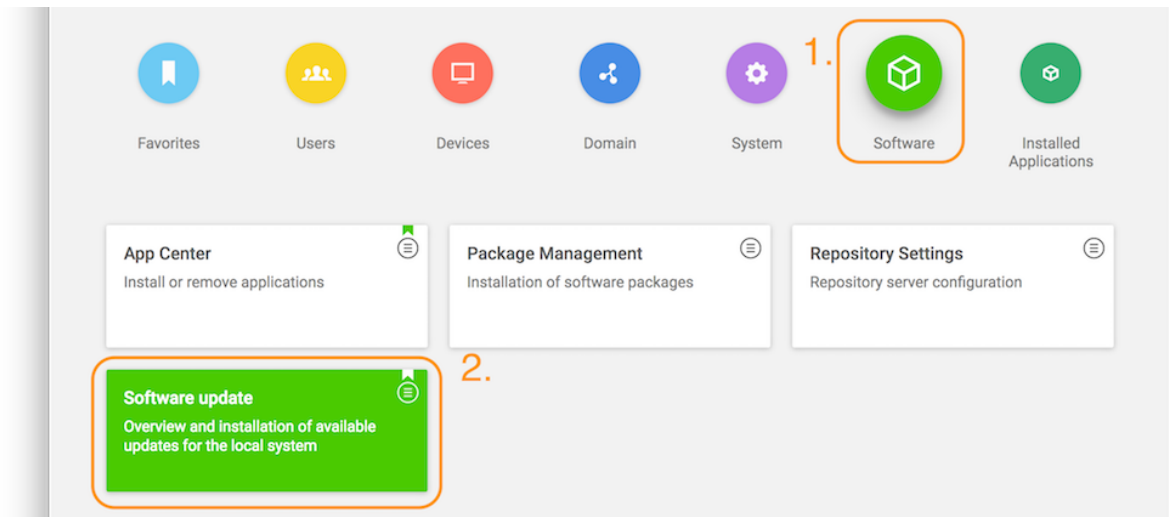 1.
Favorites
Users
Devices
Domain
System
Software
Installed
Applications
App Center
Install or remove applications
Package Management
Installation of software packages
Repository Settings
Repository server configuration
2.
Software update
Overview and installation of available
updates for the local system